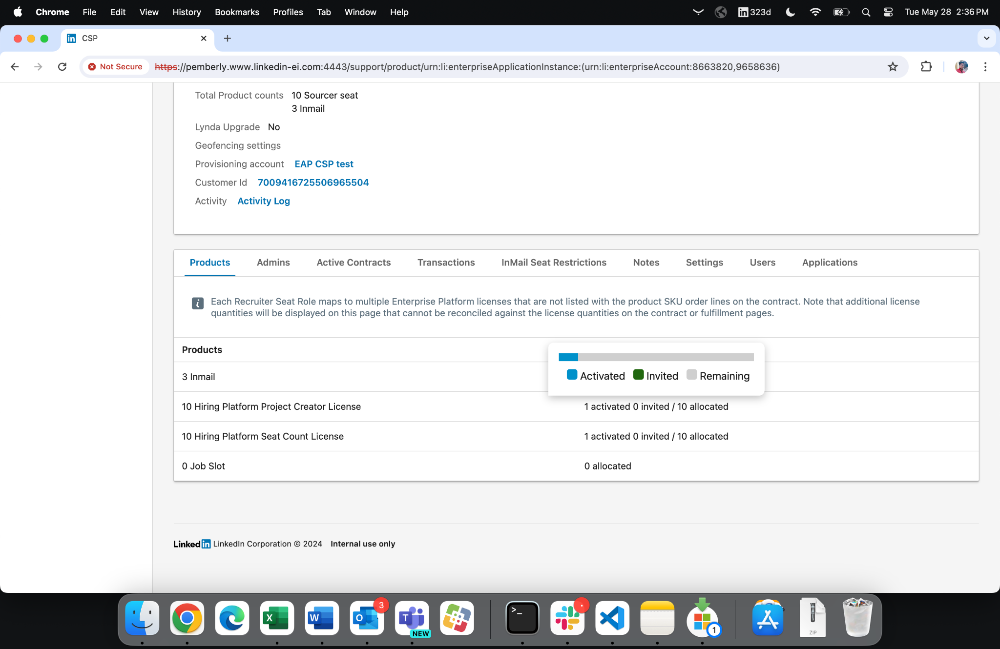 Chrome File Edit View History Bookmarks Profiles Tab Window Help in 323d Tue May 28 2:36 PM
in CSP
Not Secure https://pemberly.www.linkedin-ei.com:4443/support/product/urn:li:enterpriseApplicationInstance:(urn:li:enterpriseAccount:8663820,9658636)
Total Product counts 10 Sourcer seat
3 Inmail
Lynda Upgrade No
Geofencing settings
Provisioning account EAP CSP test
Customer Id 7009416725506965504
Activity Activity Log
Products Admins Active Contracts Transactions InMail Seat Restrictions Notes Settings Users Applications
Each Recruiter Seat Role maps to multiple Enterprise Platform licenses that are not listed with the product SKU order lines on the contract. Note that additional license
quantities will be displayed on this page that cannot be reconciled against the license quantities on the contract or fulfillment pages.
Products
Activated Invited Remaining
3 Inmail
10 Hiring Platform Project Creator License 1 activated 0 invited / 10 allocated
10 Hiring Platform Seat Count License 1 activated 0 invited / 10 allocated
0 Job Slot 0 allocated
Linked in LinkedIn Corporation © 2024 Internal use only
X W O 3 T NEW >_ 1 ZIP